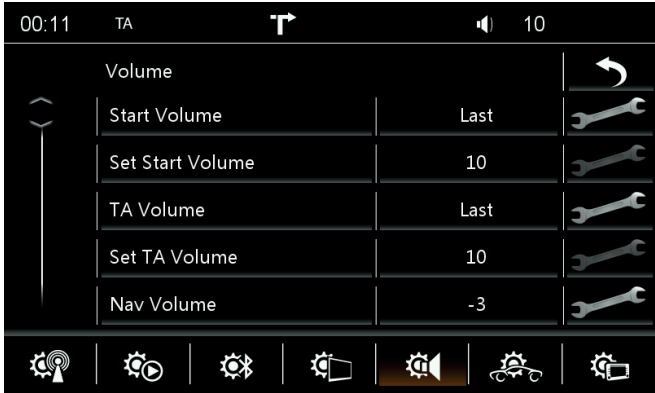 00:11 TA 10
Volume
Start Volume Last
Set Start Volume 10
TA Volume Last
Set TA Volume 10
Nav Volume -3